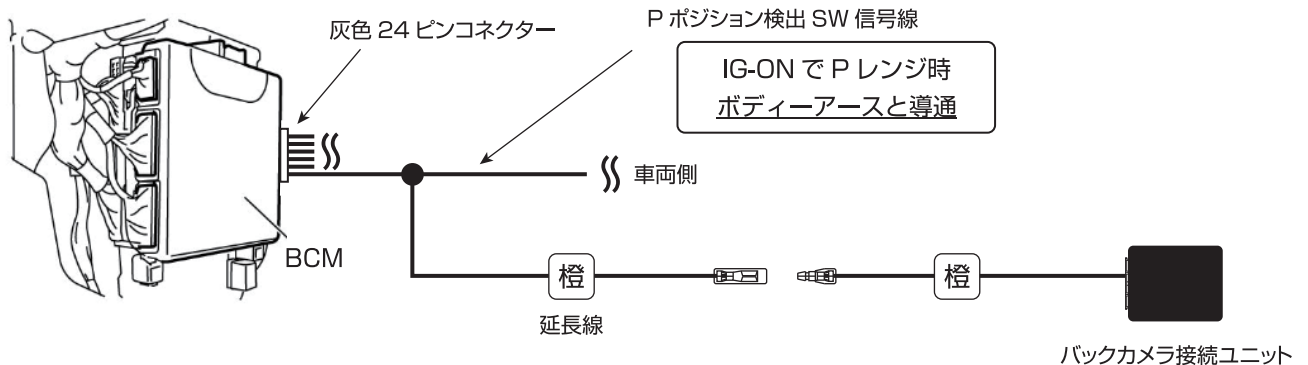 灰色 24 ピンコネクター
P ポジション検出 SW 信号線
IG-ON で P レンジ時
ボディーアースと導通
車両側
BCM
橙
橙
延長線
バックカメラ接続ユニット